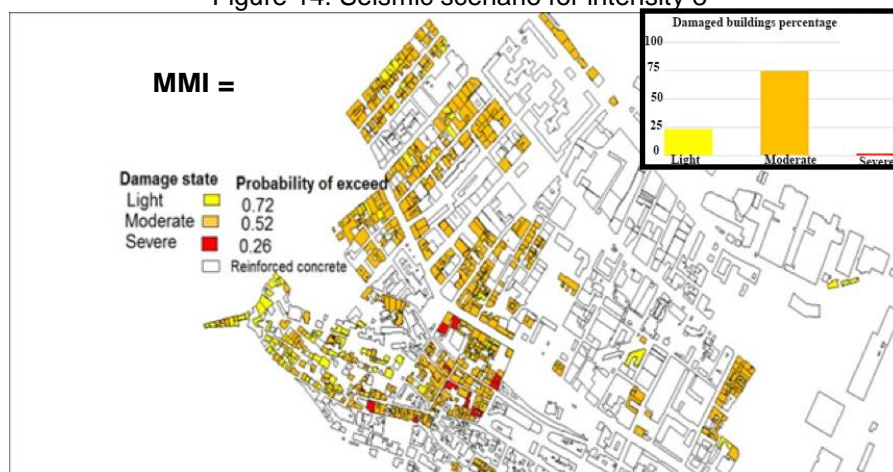 Figure 14. Seismic scenario for intensity 8
Damaged buildings percentage
100
75
50
25
0
Light Moderate Severe
MMI =
Damage state Probability of exceed
Light 0.72
Moderate 0.52
Severe 0.26
Reinforced concrete